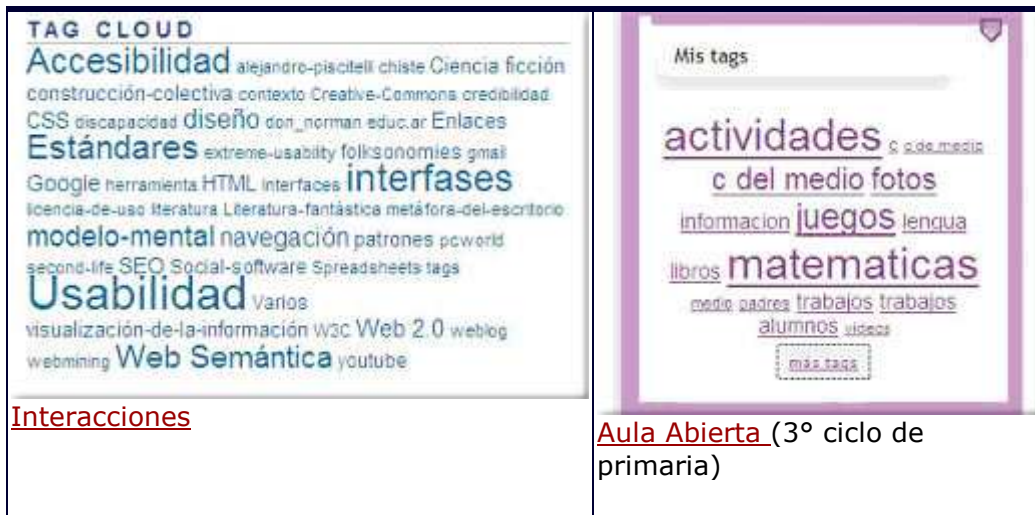 TAG CLOUD
Accesibilidad alejandro-piscitelli chiste Ciencia ficción
construcción-colectiva contexto Creative-Commons credibilidad
CSS discapacidad diseño don_norman educ.ar Enlaces
Estándares extreme-usability folksonomies gmail
Google herramienta HTML interfaces interfases
licencia-de-uso literatura Literatura-fantástica metáfora-del-escritorio
modelo-mental navegación patrones pcworld
second-life SEO Social-software Spreadsheets tags
Usabilidad Varios
visualización-de-la-información W3C Web 2.0 weblog
webmining Web Semántica youtube
Interacciones
Mis tags
actividades c c de medio
c del medio fotos
informacion juegos lengua
libros matematicas
medio padres trabajos trabajos
alumnos videos
más tags
Aula Abierta (3° ciclo de
primaria)